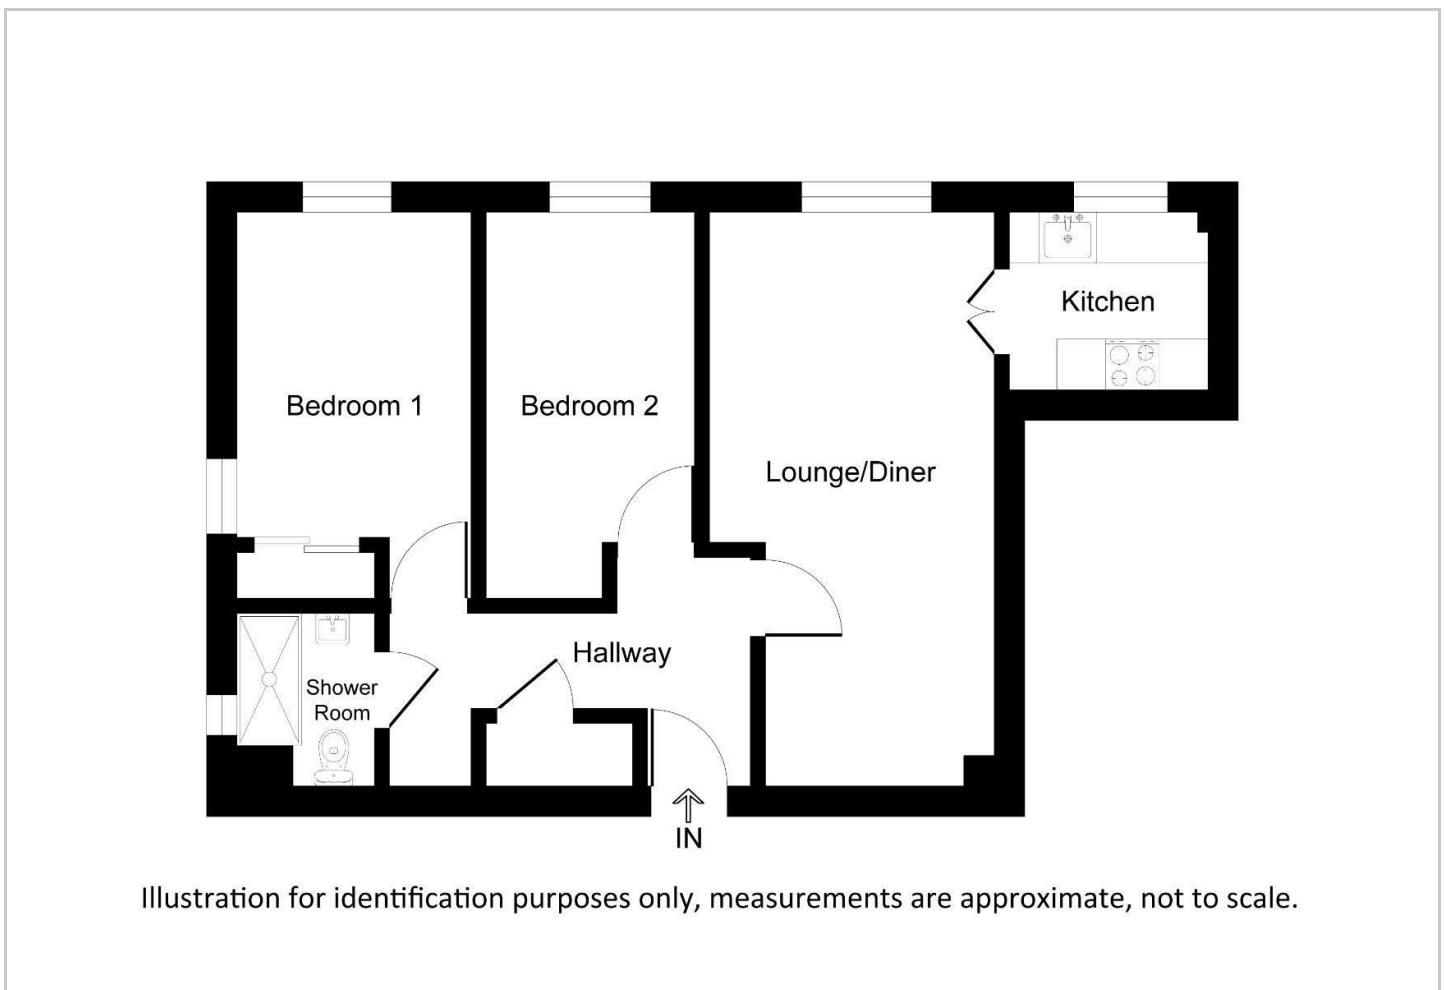 Kitchen
Bedroom 1
Bedroom 2
Lounge/Diner
Hallway
Shower
Room
IN
Illustration for identification purposes only, measurements are approximate, not to scale.